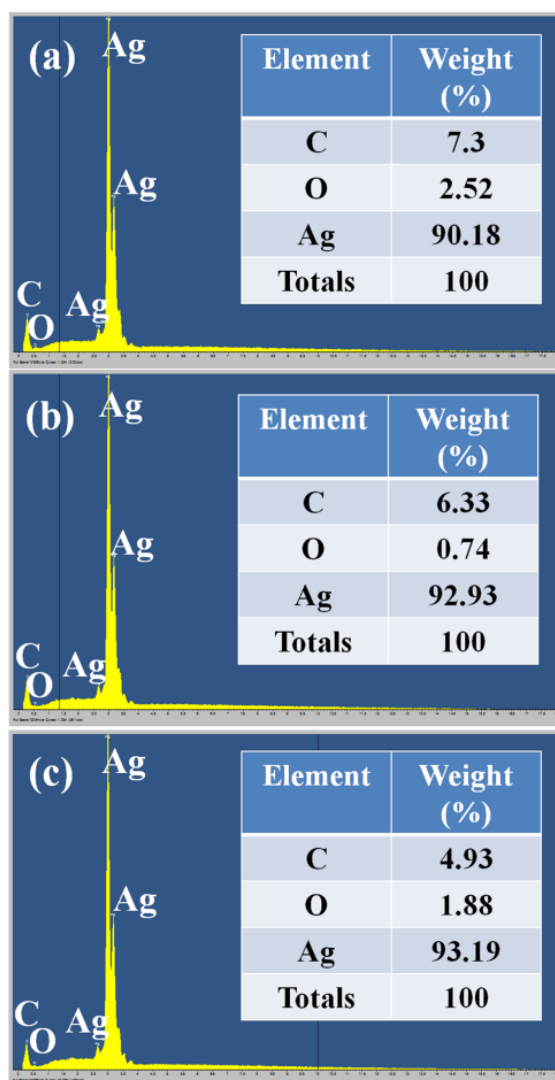 (a)
Ag
Ag
C
O
Ag
Element Weight
(%)
C 7.3
O 2.52
Ag 90.18
Totals 100
(b)
Ag
Ag
C
O
Ag
Element Weight
(%)
C 6.33
O 0.74
Ag 92.93
Totals 100
(c)
Ag
Ag
C
O
Ag
Element Weight
(%)
C 4.93
O 1.88
Ag 93.19
Totals 100